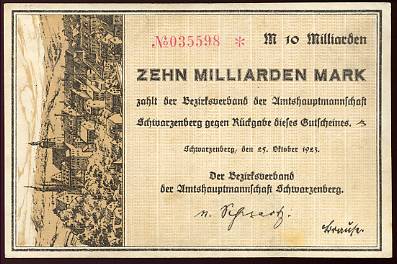 №035598 * M 10 Milliarden
ZEHN MILLIARDEN MARK
zahlt der Bezirksverband der Amtshauptmannschaft
Schwarzenberg gegen Rückgabe dieses Gutscheines.
Schwarzenberg, den 25. Oktober 1923.
Der Bezirksverband
der Amtshauptmannschaft Schwarzenberg.